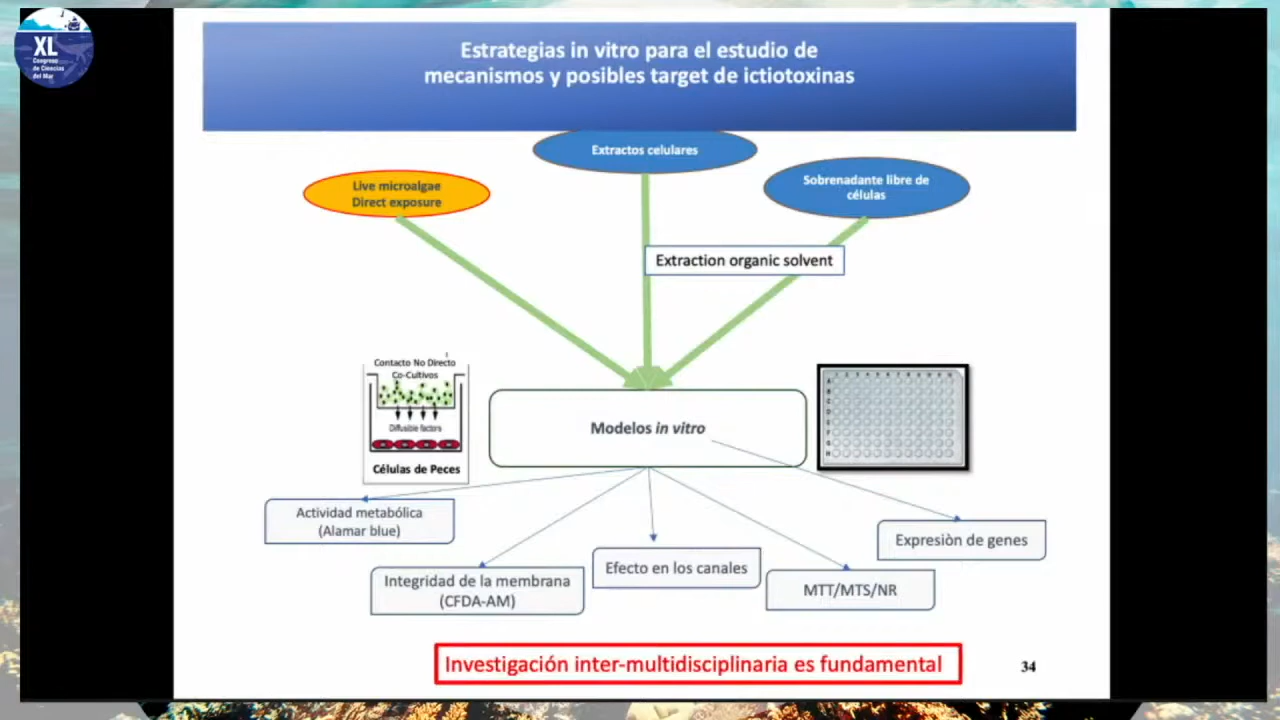 XL
Congreso
de Ciencias
del Mar
Estrategias in vitro para el estudio de
mecanismos y posibles target de ictiotoxinas
Extractos celulares
Live microalgae
Direct exposure
Sobrenadante libre de
células
Extraction organic solvent
Contacto No Directo
Co-Cultivos
Diffusible factors
Células de Peces
Modelos in vitro
Actividad metabólica
(Alamar blue)
Integridad de la membrana
(CFDA-AM)
Efecto en los canales
MTT/MTS/NR
Expresiòn de genes
Investigación inter-multidisciplinaria es fundamental
34